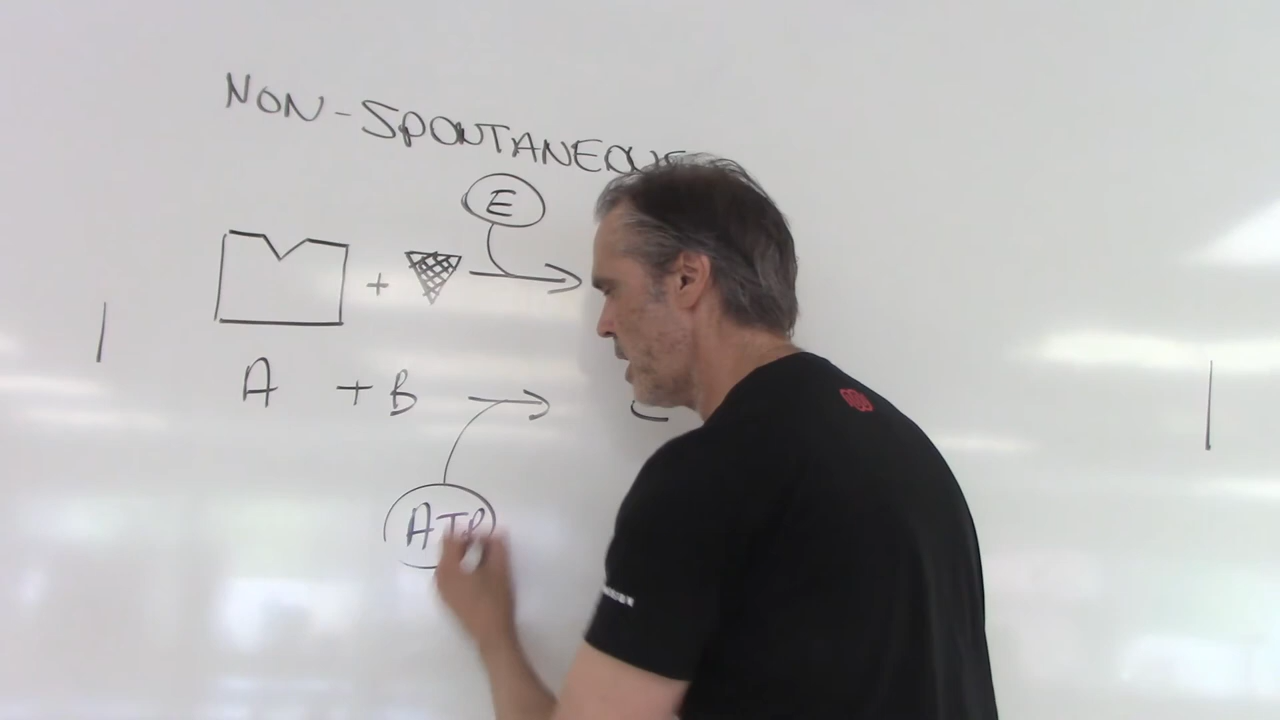 NON-SPONTANEOUS
E
+
A + B
ATP